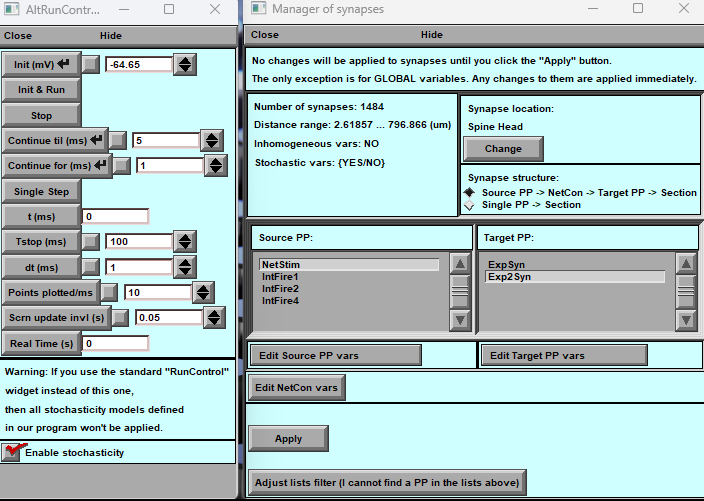 AltRunContr...
Close
Hide
Init (mV)
-64.65
Init & Run
Stop
Continue til (ms)
5
Continue for (ms)
1
Single Step
t (ms)
0
Tstop (ms)
100
dt (ms)
1
Points plotted/ms
10
Scrn update invl (s)
0.05
Real Time (s)
0
Warning: If you use the standard "RunControl"
widget instead of this one,
then all stochasticity models defined
in our program won't be applied.
Enable stochasticity
Manager of synapses
Close
Hide
No changes will be applied to synapses until you click the "Apply" button.
The only exception is for GLOBAL variables. Any changes to them are applied immediately.
Number of synapses: 1484
Distance range: 2.61857 ... 796.866 (um)
Inhomogeneous vars: NO
Stochastic vars: {YES/NO}
Synapse location:
Spine Head
Change
Synapse structure:
Source PP -> NetCon -> Target PP -> Section
Single PP -> Section
Source PP:
NetStim
IntFire1
IntFire2
IntFire4
Target PP:
ExpSyn
Exp2Syn
Edit Source PP vars
Edit Target PP vars
Edit NetCon vars
Apply
Adjust lists filter (I cannot find a PP in the lists above)